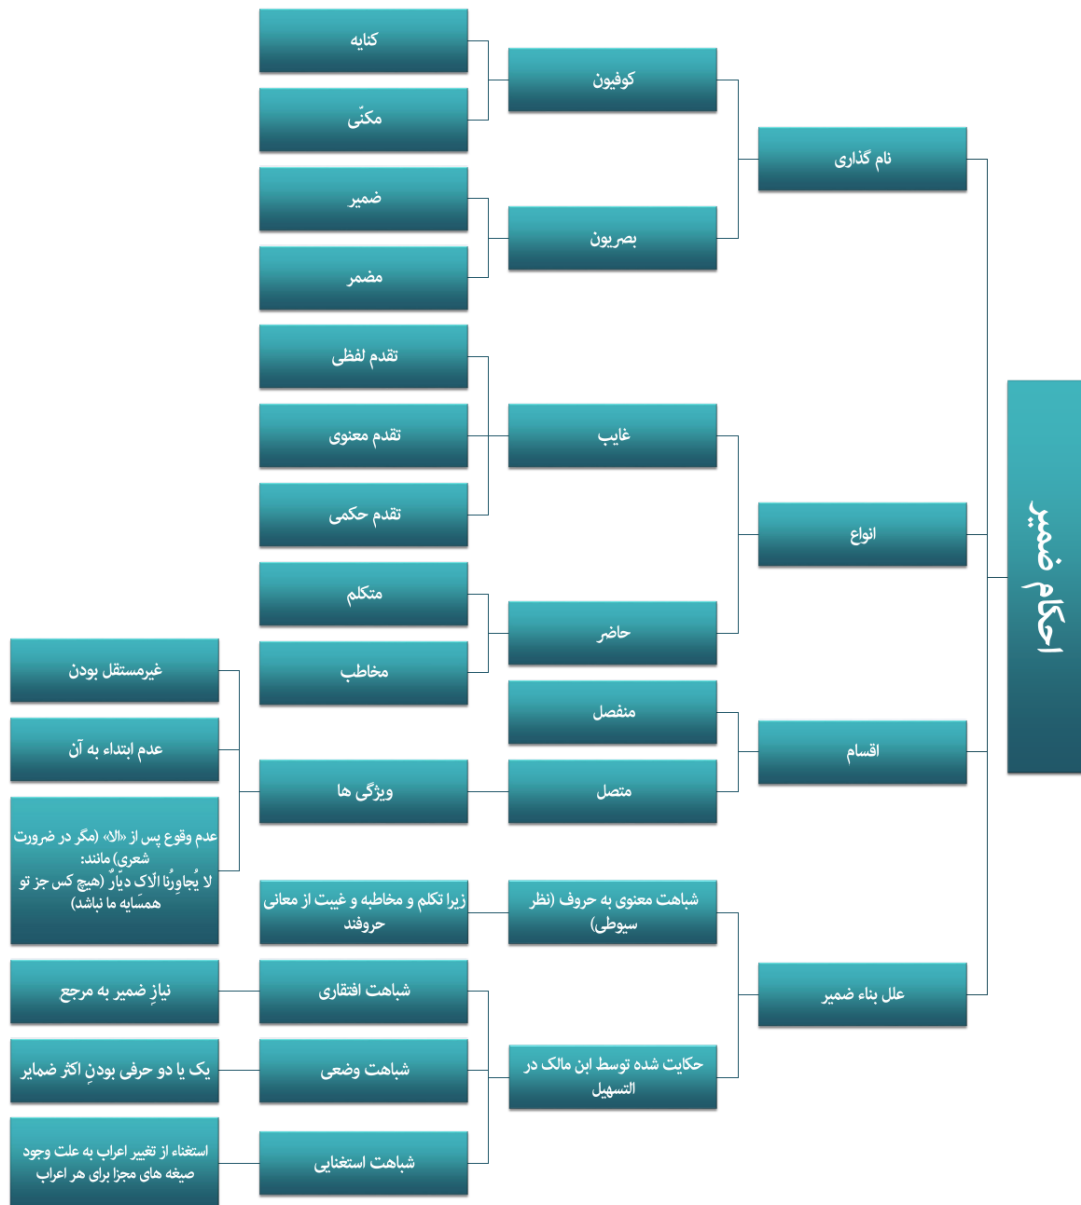 احکام ضمیر
نام گذاری
کوفیون
کنایه
مکنّی
بصریون
ضمیر
مضمر
انواع
غایب
تقدم لفظی
تقدم معنوی
تقدم حکمی
حاضر
متکلم
مخاطب
اقسام
منفصل
متصل
ویژگی ها
غیرمستقل بودن
عدم ابتداء به آن
عدم وقوع پس از «الا» (مگر در ضرورت
شعری) مانند:
لا یُجاوِرُنا الّاکِ دیّارٌ (هیچ کس جز تو
همسایه ما نباشد)
علل بناء ضمیر
شباهت معنوی به حروف (نظر
سیوطی)
زیرا تکلم و مخاطبه و غیبت از معانی
حروفند
حکایت شده توسط ابن مالک در
التسهیل
شباهت افتقاری
نیازِ ضمیر به مرجع
شباهت وضعی
یک یا دو حرفی بودنِ اکثر ضمایر
شباهت استغنایی
استغناء از تغییر اعراب به علت وجود
صیغه های مجزا برای هر اعراب